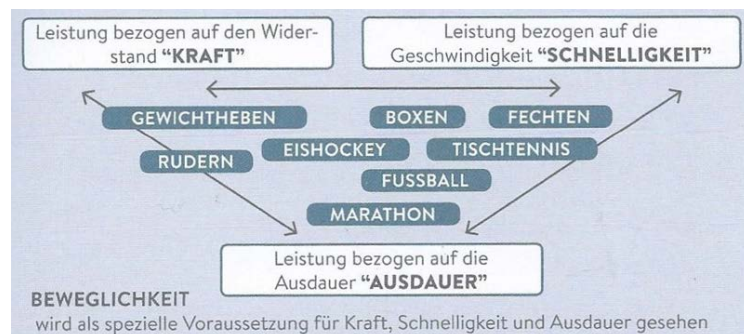 Leistung bezogen auf den Wider-
stand "KRAFT"
Leistung bezogen auf die
Geschwindigkeit "SCHNELLIGKEIT"
GEWICHTHEBEN
BOXEN
FECHTEN
RUDERN
EISHOCKEY
TISCHTENNIS
FUSSBALL
MARATHON
Leistung bezogen auf die
Ausdauer "AUSDAUER"
BEWEGLICHKEIT
wird als spezielle Voraussetzung für Kraft, Schnelligkeit und Ausdauer gesehen